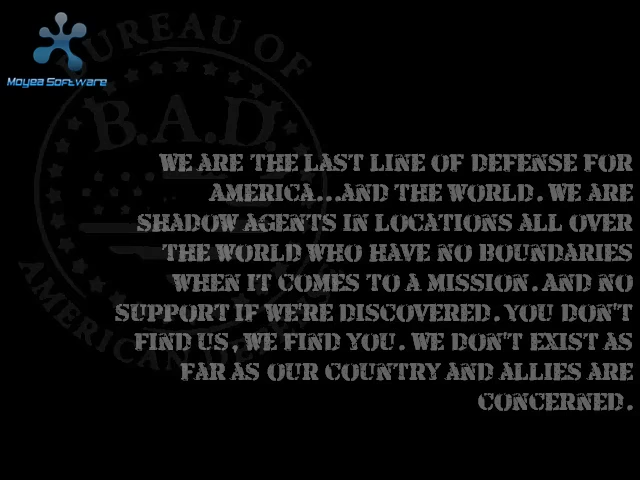 BUREAU OF
Moyea Software
B.A.D.
WE ARE THE LAST LINE OF DEFENSE FOR
AMERICA...AND THE WORLD. WE ARE
SHADOW AGENTS IN LOCATIONS ALL OVER
THE WORLD WHO HAVE NO BOUNDARIES
WHEN IT COMES TO A MISSION. AND NO
SUPPORT IF WE'RE DISCOVERED. YOU DON'T
FIND US, WE FIND YOU. WE DON'T EXIST AS
FAR AS OUR COUNTRY AND ALLIES ARE
CONCERNED.
AMERICAN